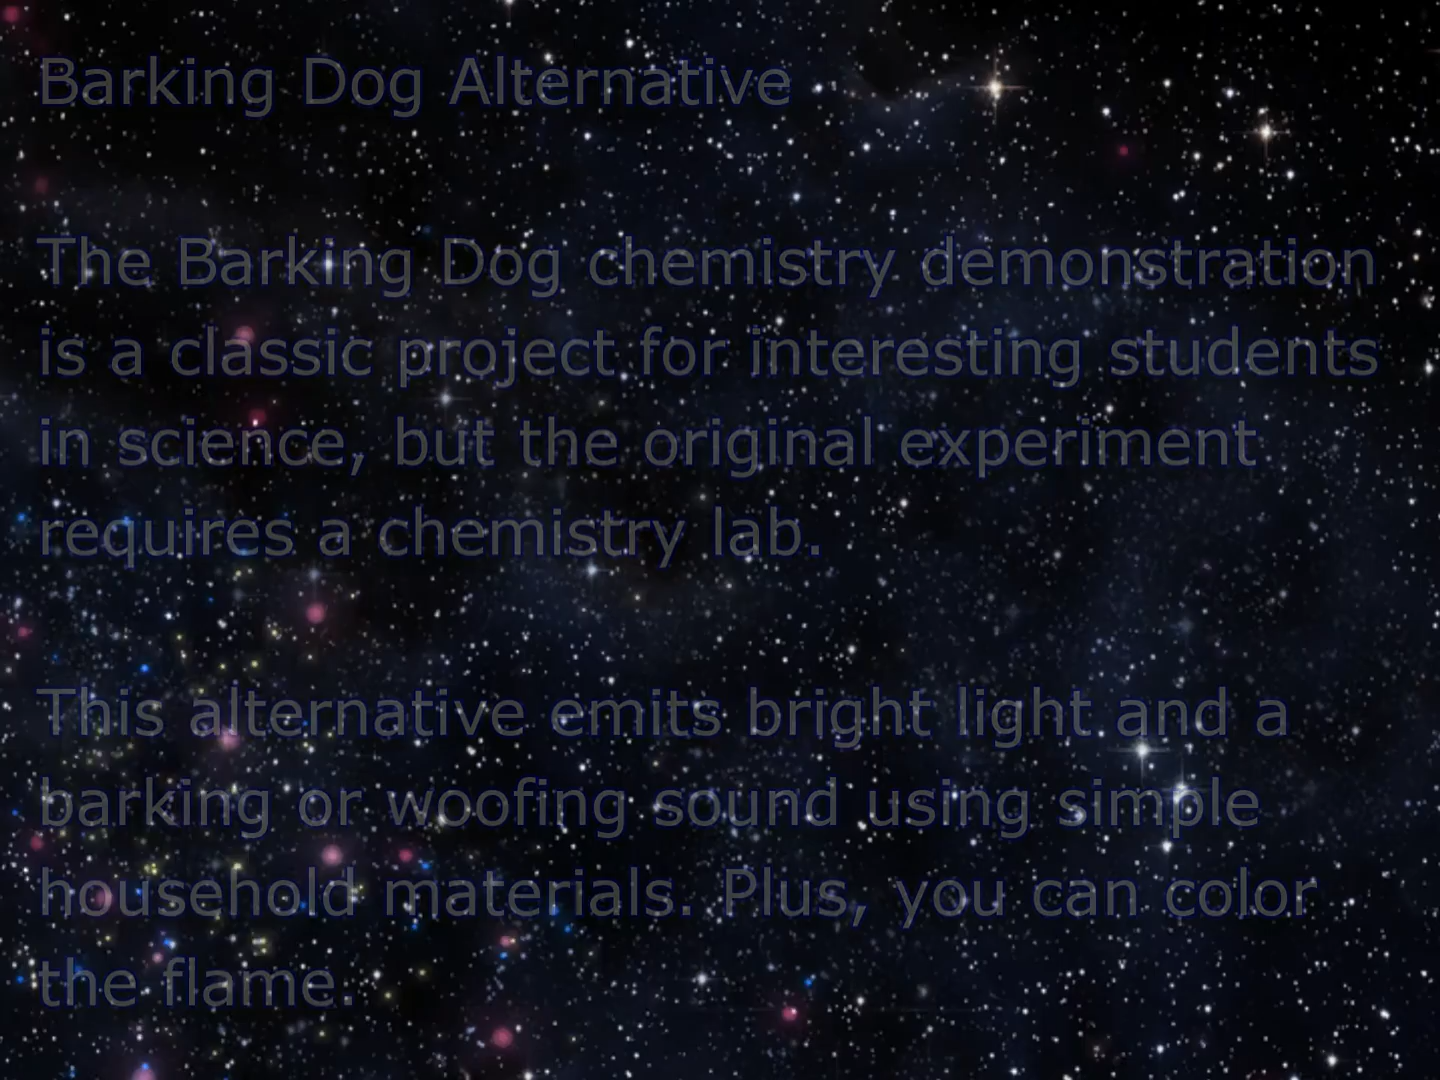 Barking Dog Alternative
The Barking Dog chemistry demonstration
is a classic project for interesting students
in science, but the original experiment
requires a chemistry lab.
This alternative emits bright light and a
barking or woofing sound using simple
household materials. Plus, you can color
the flame.